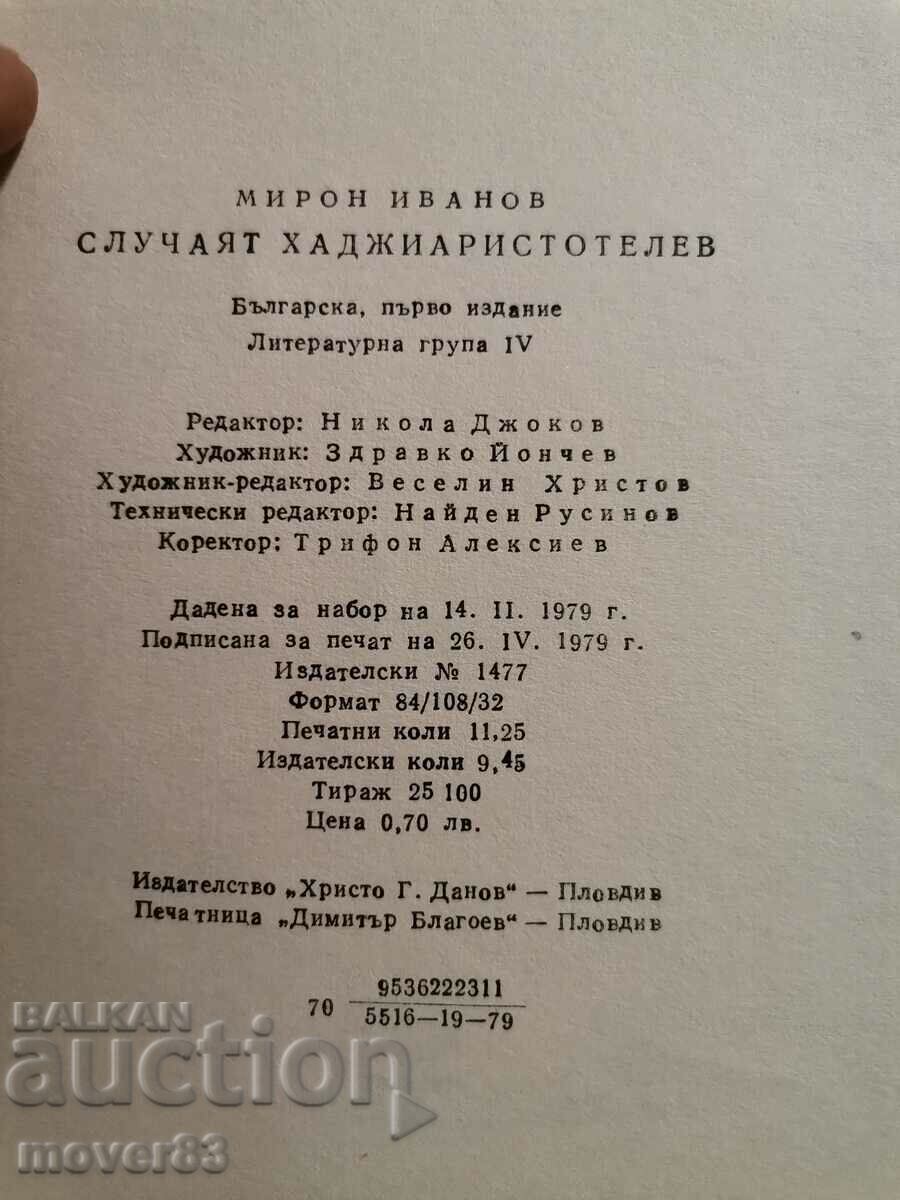 МИРОН ИВАНОВ
СЛУЧАЯТ ХАДЖИАРИСТОТЕЛЕВ
Българска, първо издание
Литературна група IV
Редактор: Никола Джоков
Художник: Здравко Йончев
Художник-редактор: Веселин Христов
Технически редактор: Найден Русинов
Коректор: Трифон Алексиев
Дадена за набор на 14. II. 1979 г.
Подписана за печат на 26. IV. 1979 г.
Издателски № 1477
Формат 84/108/32
Печатни коли 11,25
Издателски коли 9,45
Тираж 25 100
Цена 0,70 лв.
Издателство „Христо Г. Данов“ — Пловдив
Печатница „Димитър Благоев“ — Пловдив
70 9536222311
5516—19—79
BALKAN
auction
mover83